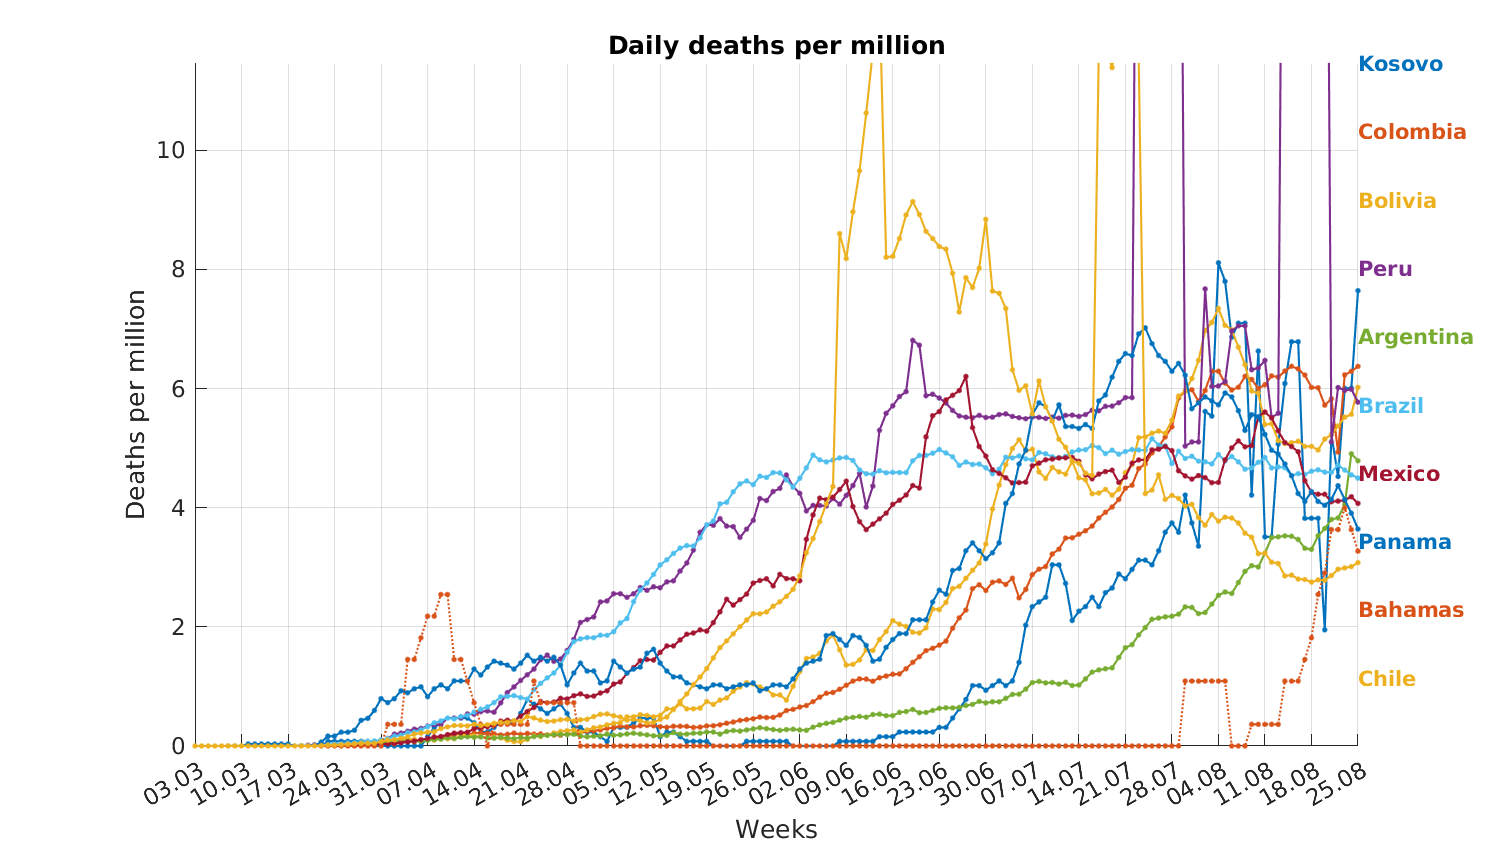 Daily deaths per million
Kosovo
Colombia
Bolivia
Peru
Argentina
Brazil
Mexico
Panama
Bahamas
Chile
10
8
6
4
2
0
Deaths per million
03.03 10.03 17.03 24.03 31.03 07.04 14.04 21.04 28.04 05.05 12.05 19.05 26.05 02.06 09.06 16.06 23.06 30.06 07.07 14.07 21.07 28.07 04.08 11.08 18.08 25.08
Weeks